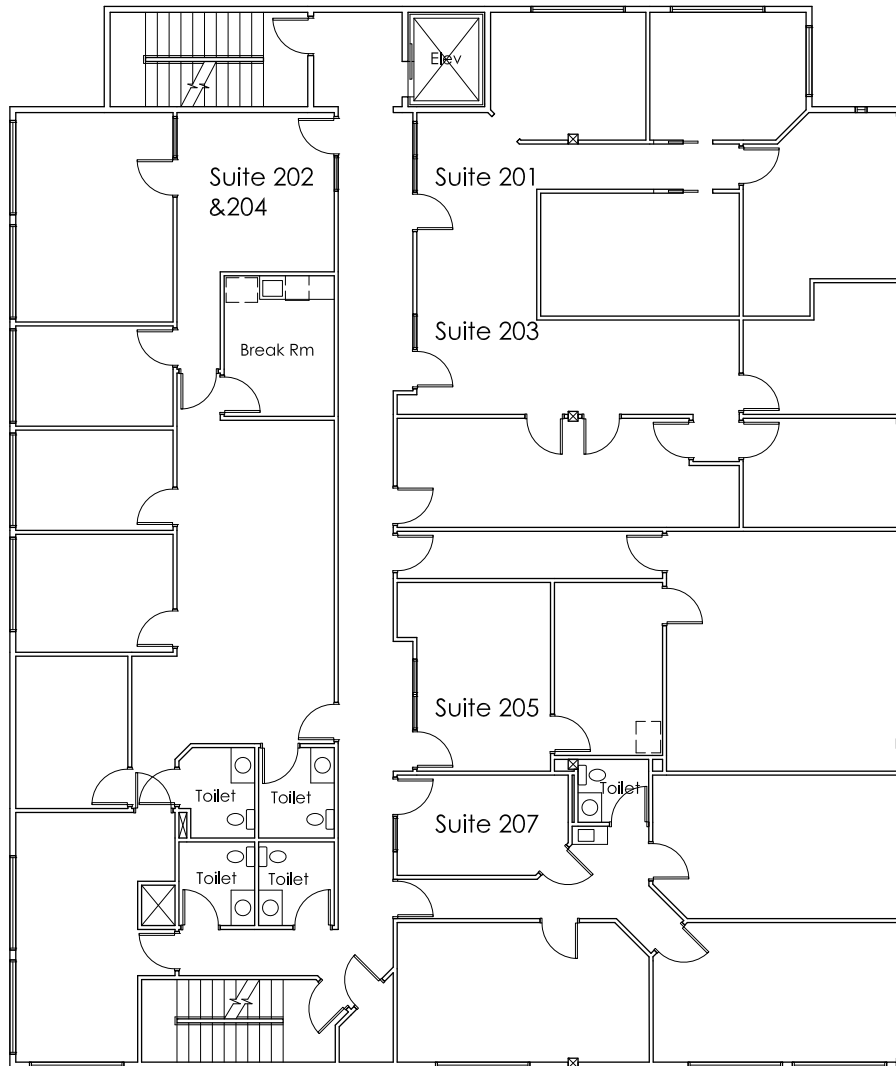 Elev
Suite 202
&204
Suite 201
Suite 203
Break Rm
Suite 205
Toilet
Toilet
Toilet
Suite 207
Toilet
Toilet